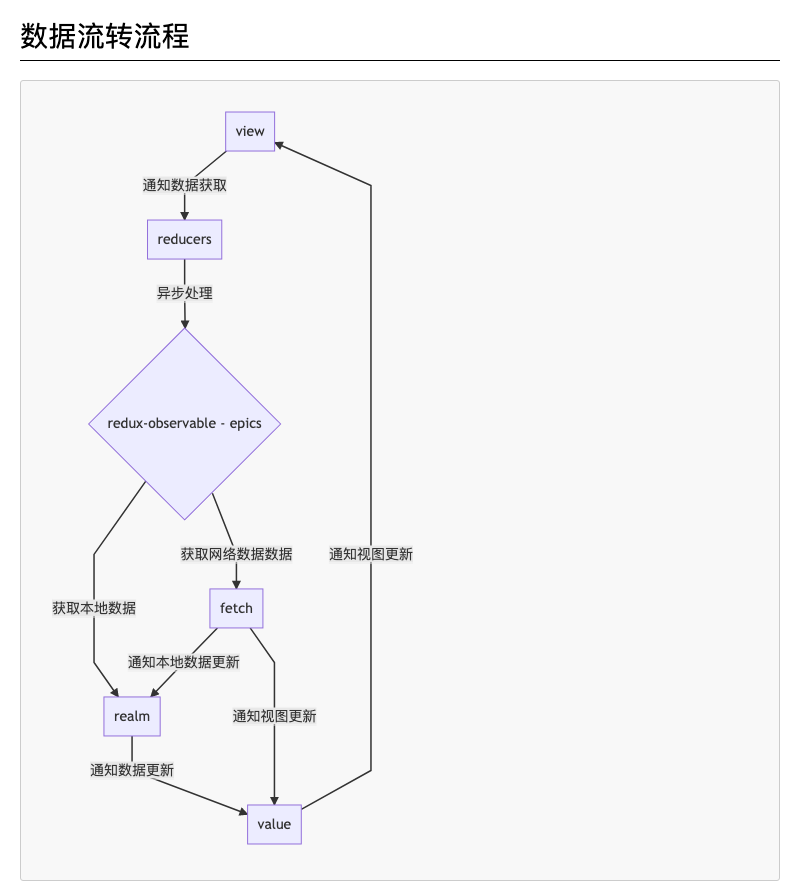 数据流转流程
view
通知数据获取
reducers
异步处理
redux-observable - epics
获取网络数据数据
通知视图更新
获取本地数据
fetch
通知本地数据更新
realm
通知视图更新
通知数据更新
value